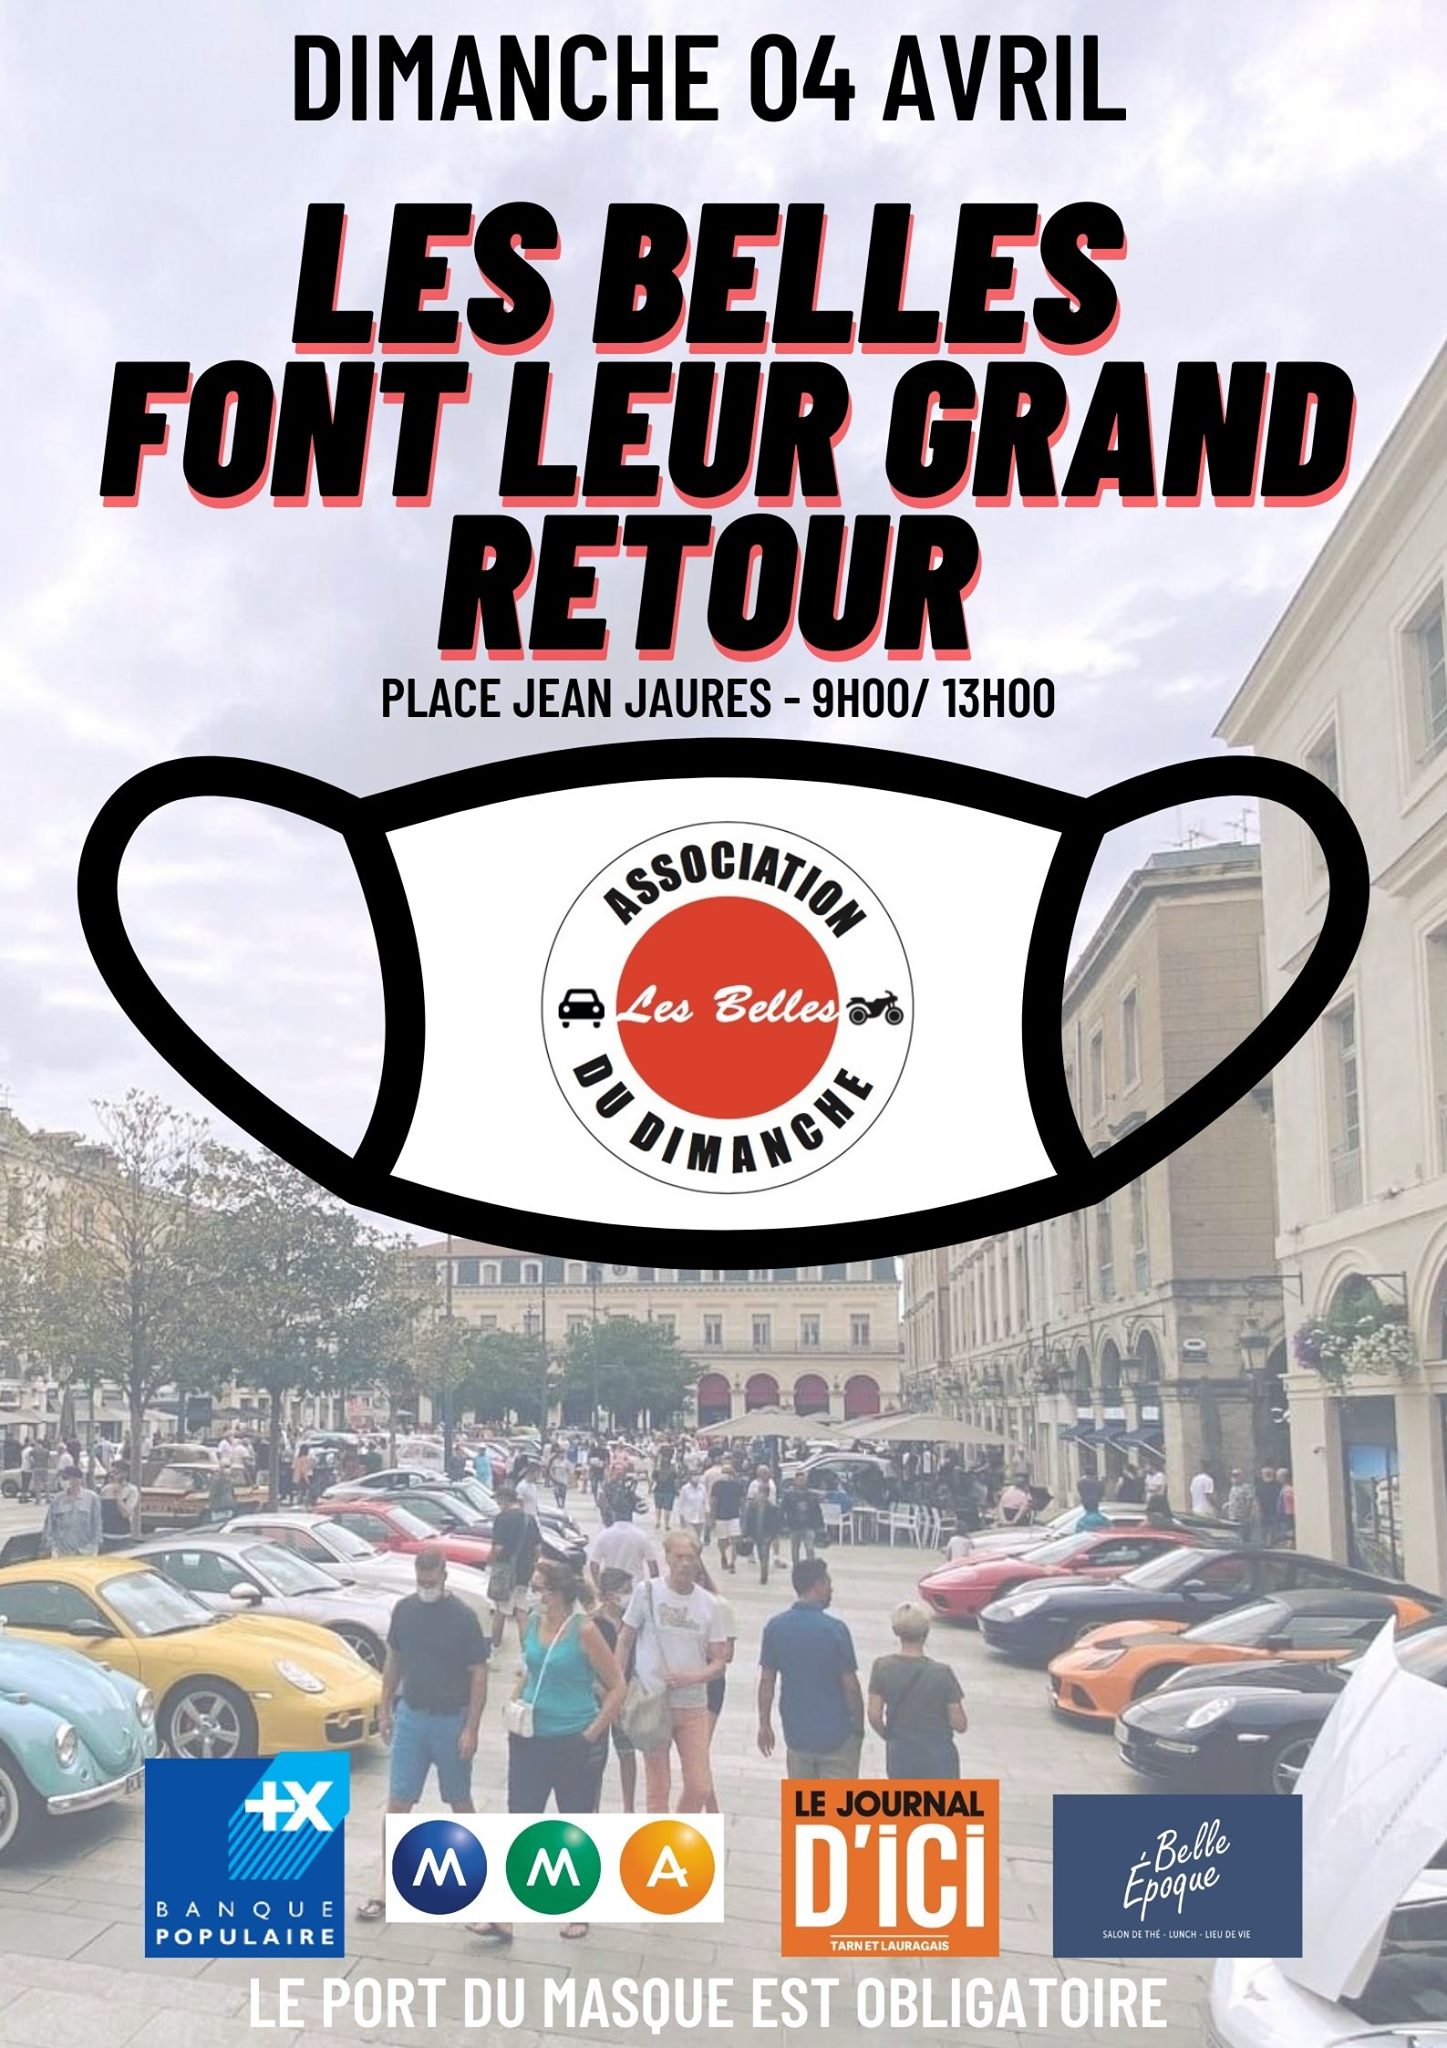 DIMANCHE 04 AVRIL
LES BELLES
FONT LEUR GRAND
RETOUR
PLACE JEAN JAURES - 9H00/ 13H00
ASSOCIATION
Les Belles
DU DIMANCHE
+X
BANQUE
POPULAIRE
MMA
LE JOURNAL
D'iCi
TARN ET LAURAGAIS
Belle
Époque
SALON DE THÉ - LUNCH - LIEU DE VIE
LE PORT DU MASQUE EST OBLIGATOIRE